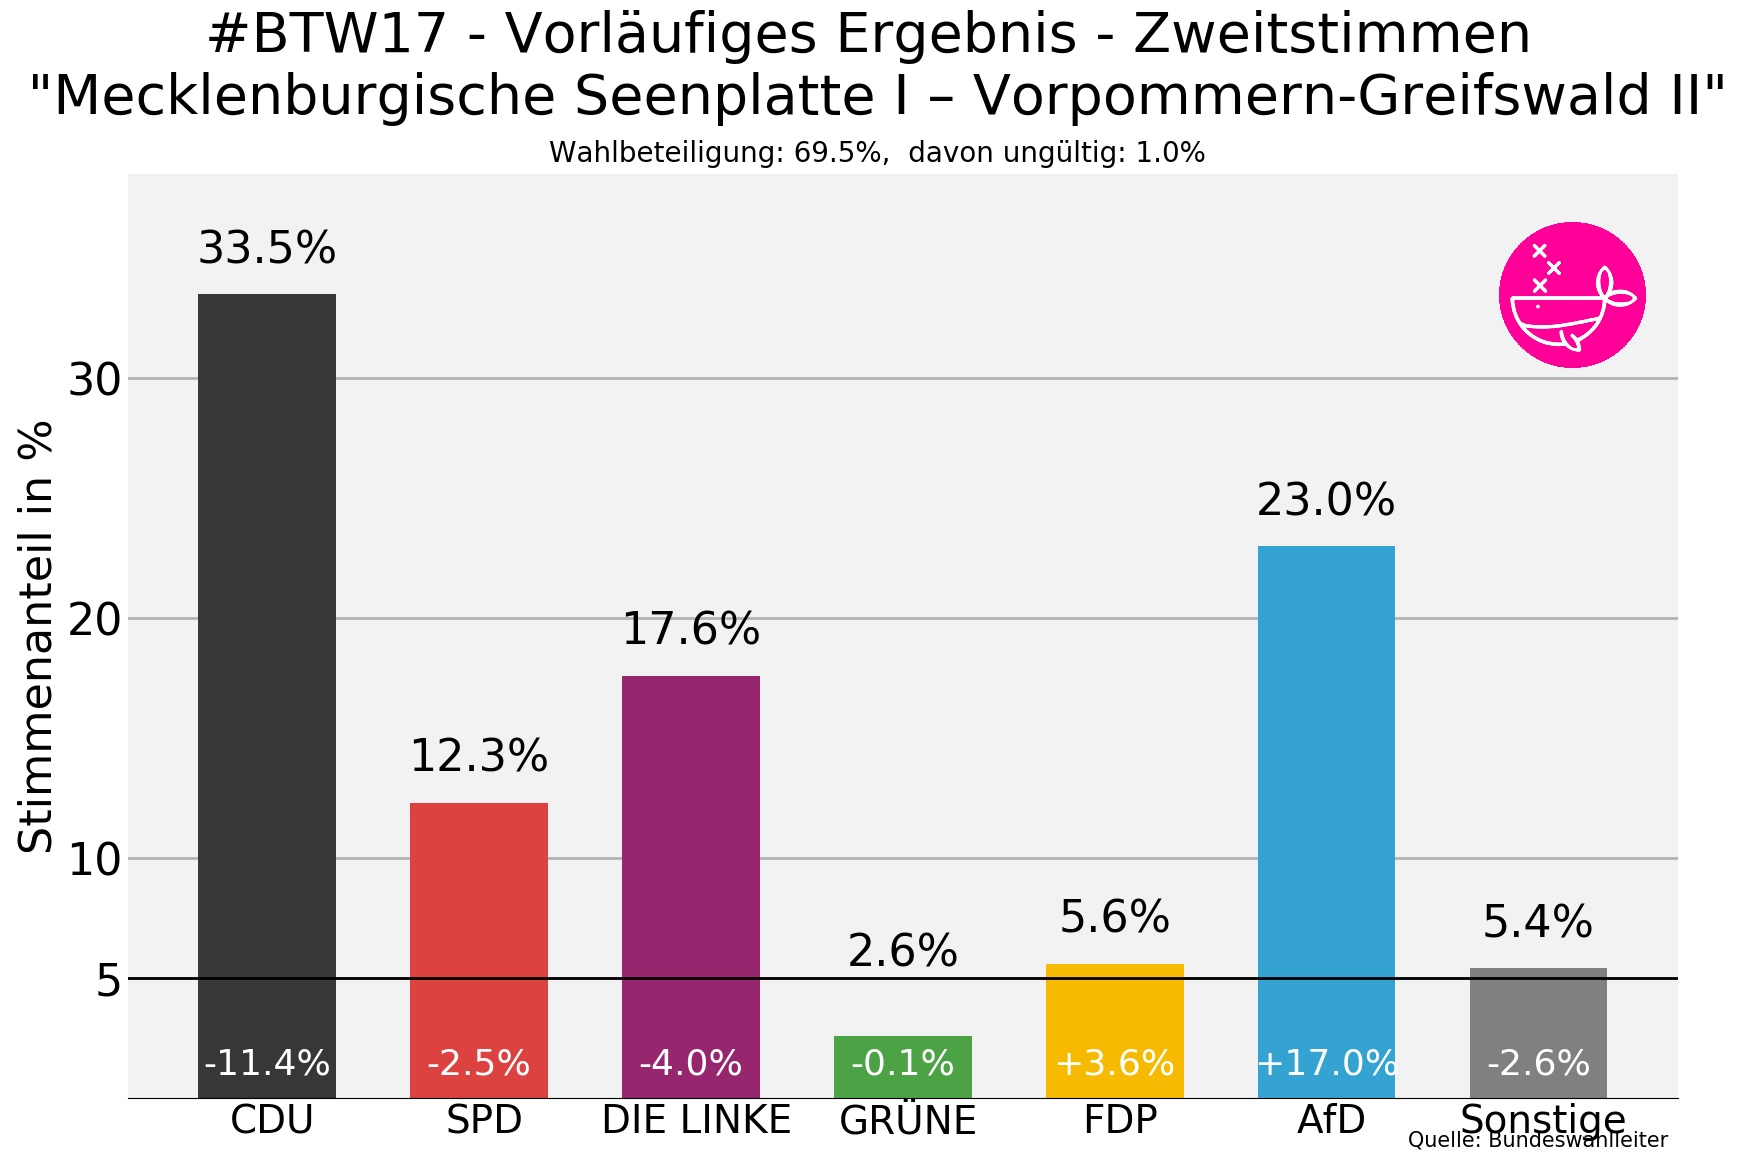 #BTW17 - Vorläufiges Ergebnis - Zweitstimmen
"Mecklenburgische Seenplatte I – Vorpommern-Greifswald II"
Wahlbeteiligung: 69.5%,  davon ungültig: 1.0%
Stimmenanteil in %
30
20
10
5
33.5%
12.3%
17.6%
2.6%
5.6%
23.0%
5.4%
-11.4%
-2.5%
-4.0%
-0.1%
+3.6%
+17.0%
-2.6%
CDU
SPD
DIE LINKE
GRÜNE
FDP
AfD
Sonstige
Quelle: Bundeswahlleiter